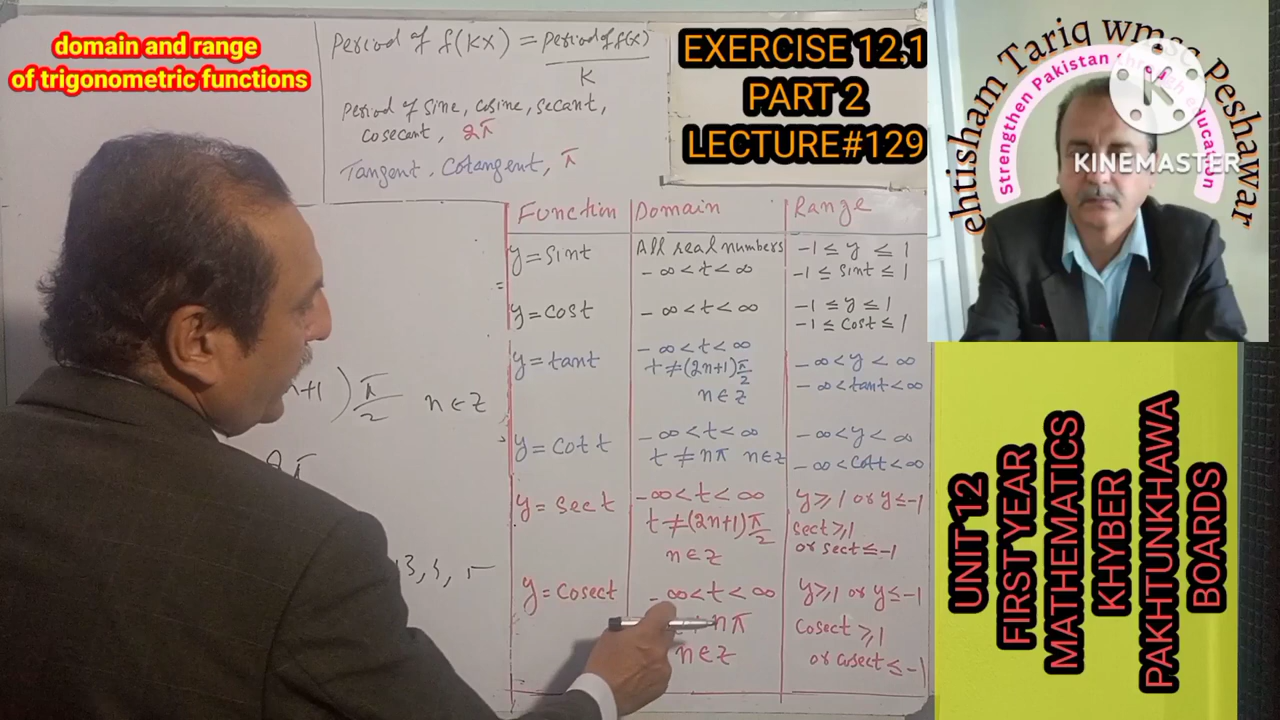 domain and range
of trigonometric functions
Period of f(Kx) = period of f(x)
K
period of sine, cosine, secant,
cosecant, 2π
Tangent, Cotangent, π
EXERCISE 12.1
PART 2
LECTURE#129
ehtisham Tariq wmsc Peshawar
Strengthen Pakistan through education
K
KINEMASTER
Function Domain Range
y = sint All real numbers -1 ≤ y ≤ 1
-∞ < t < ∞ -1 ≤ sint ≤ 1
y = cost -∞ < t < ∞ -1 ≤ y ≤ 1
-1 ≤ cost ≤ 1
y = tant -∞ < t < ∞ -∞ < y < ∞
t ≠ (2n+1)π/2 -∞ < tant < ∞
n ∈ z
y = cott -∞ < t < ∞ -∞ < y < ∞
t ≠ nπ n ∈ z -∞ < cott < ∞
y = sect -∞ < t < ∞ y ≥ 1 or y ≤ -1
t ≠ (2n+1)π/2 sect ≥ 1
n ∈ z or sect ≤ -1
y = cosect -∞ < t < ∞ y ≥ 1 or y ≤ -1
nπ cosect ≥ 1
n ∈ z or cosect ≤ -1
n+1)π/2 n ∈ z
UNIT 12
FIRST YEAR
MATHEMATICS
KHYBER
PAKHTUNKHAWA
BOARDS